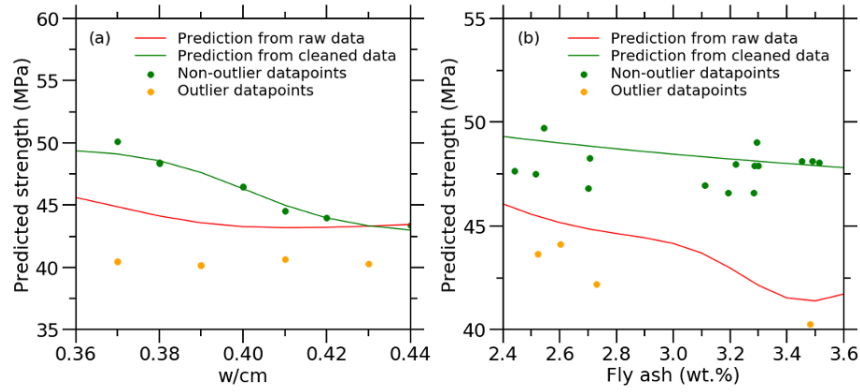 (a)
Prediction from raw data
Prediction from cleaned data
Non-outlier datapoints
Outlier datapoints
Predicted strength (MPa)
60
55
50
45
40
35
0.36
0.38
0.40
0.42
0.44
w/cm
(b)
Prediction from raw data
Prediction from cleaned data
Non-outlier datapoints
Outlier datapoints
Predicted strength (MPa)
55
50
45
40
2.4
2.6
2.8
3.0
3.2
3.4
3.6
Fly ash (wt.%)